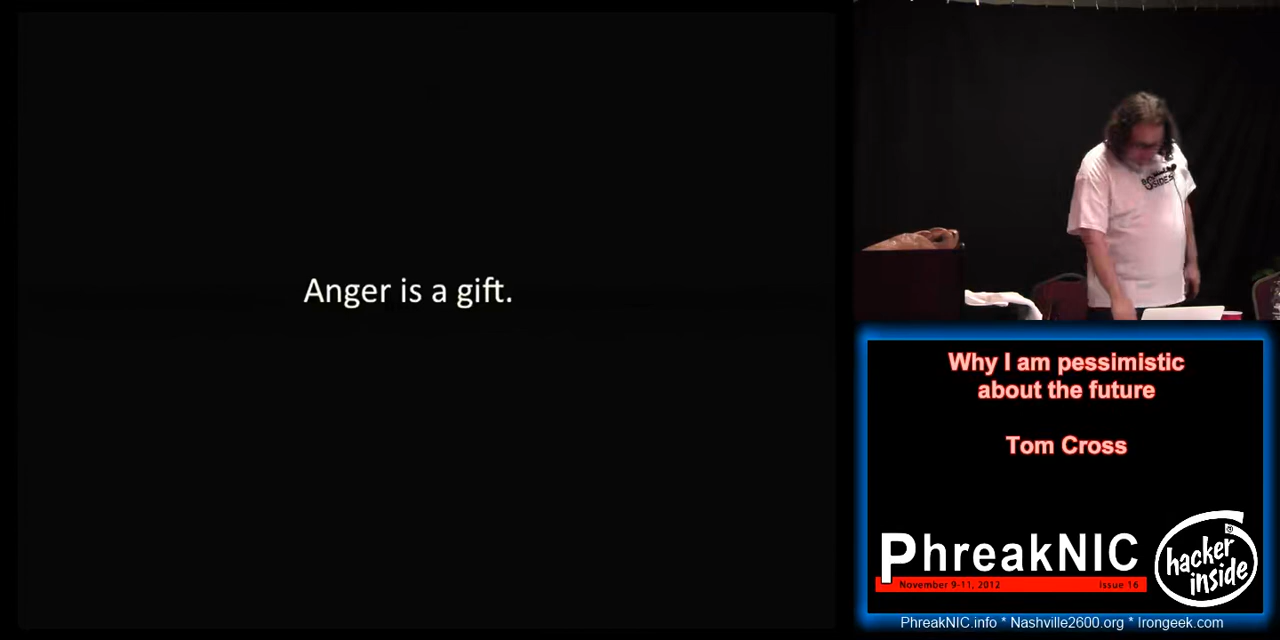 Anger is a gift.
Why I am pessimistic
about the future
Tom Cross
PhreakNIC
November 9-11, 2012 Issue 16
hacker
inside
PhreakNIC.info * Nashville2600.org * Irongeek.com